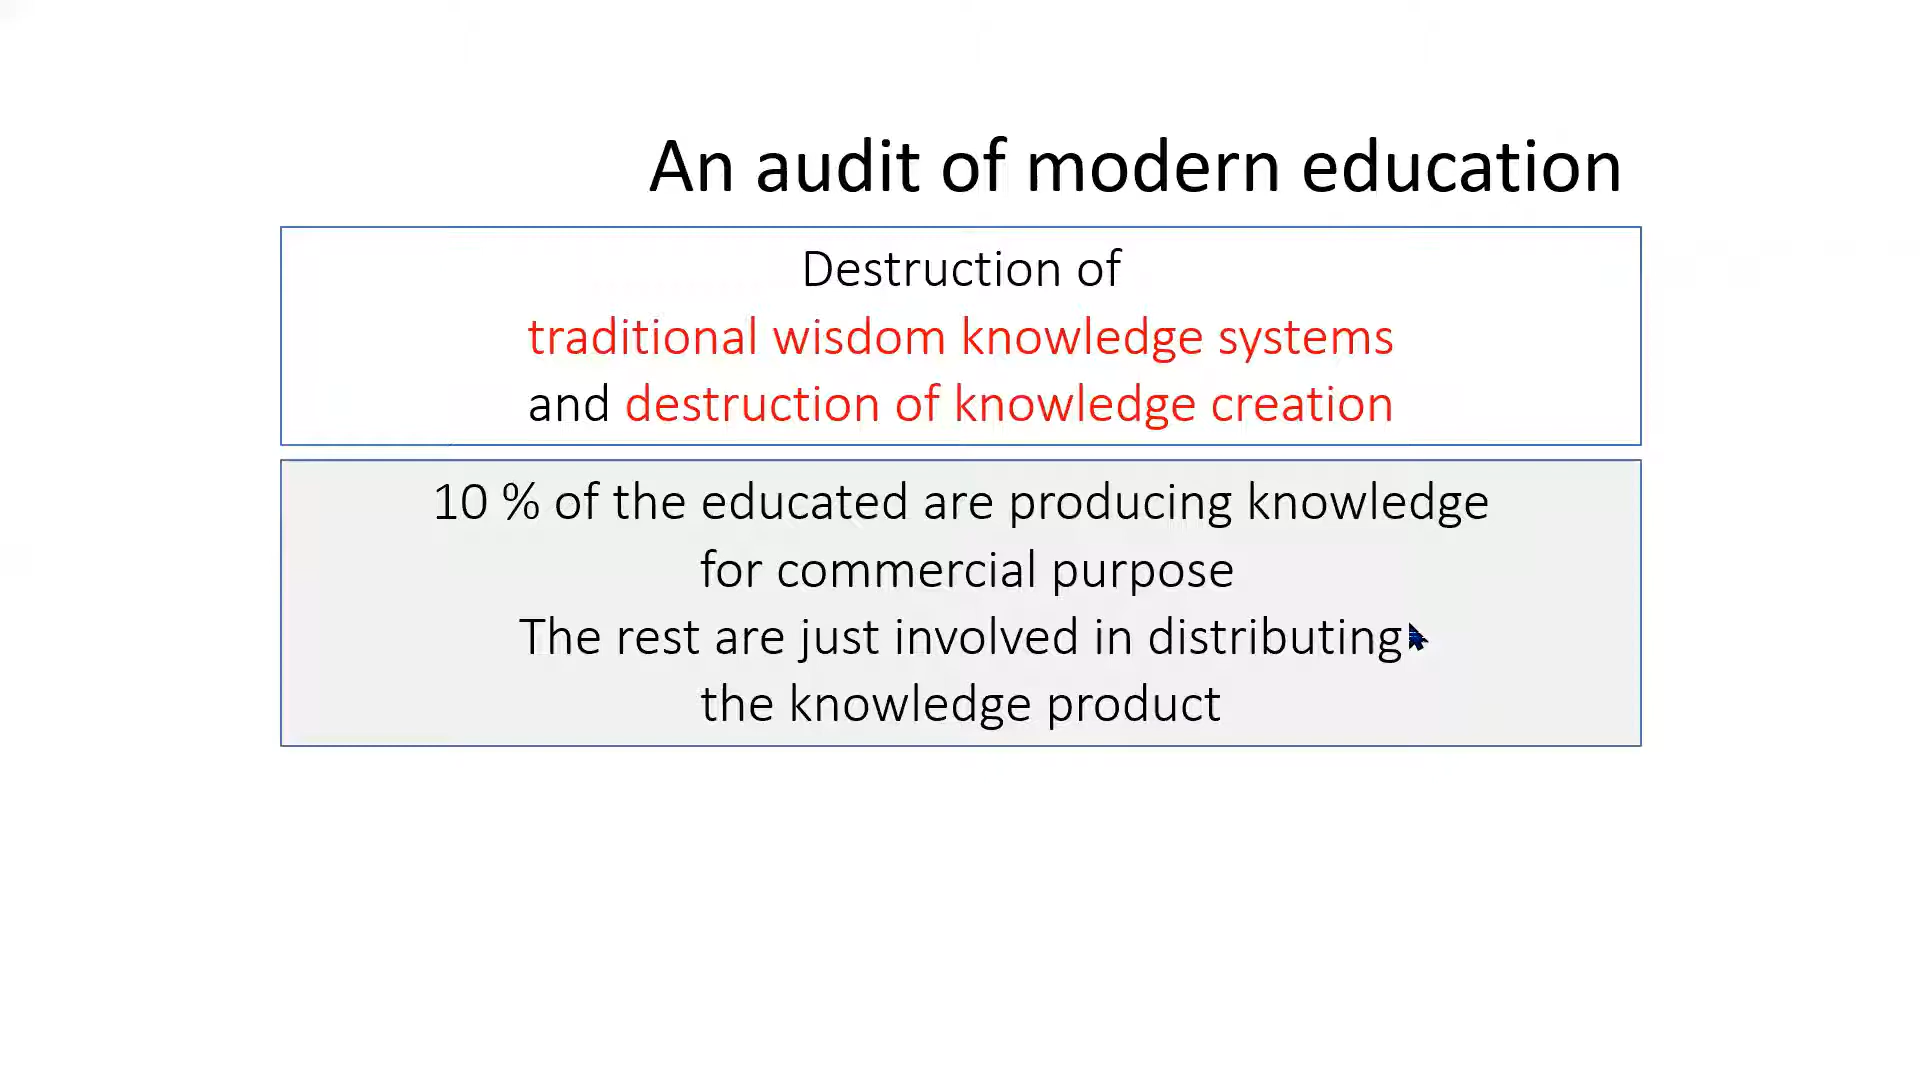 An audit of modern education
Destruction of
traditional wisdom knowledge systems
and destruction of knowledge creation
10 % of the educated are producing knowledge
for commercial purpose
The rest are just involved in distributing
the knowledge product